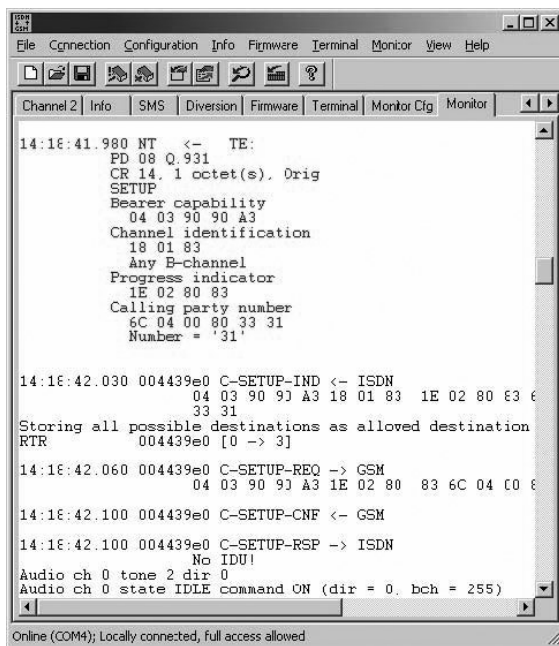 ISDN
GSM
File Connection Configuration Info Firmware Terminal Monitor View Help
Channel 2 Info SMS Diversion Firmware Terminal Monitor Cfg Monitor
14:18:41.980 NT <- TE:
PD 08 Q.931
CR 14, 1 octet(s), Orig
SETUP
Bearer capability
04 03 90 90 A3
Channel identification
18 01 83
Any B-channel
Progress indicator
1E 02 80 83
Calling party number
6C 04 00 80 33 31
Number = '31'
14:18:42.030 004439e0 C-SETUP-IND <- ISDN
04 03 90 90 A3 18 01 83 1E 02 80 83 6
33 31
Storing all possible destinations as allowed destination
RTR 004439e0 [0 -> 3]
14:18:42.060 004439e0 C-SETUP-REQ -> GSM
04 03 90 90 A3 1E 02 80 83 6C 04 00 8
14:18:42.100 004439e0 C-SETUP-CNF <- GSM
14:18:42.100 004439e0 C-SETUP-RSP -> ISDN
No IDU!
Audio ch 0 tone 2 dir 0
Audio ch 0 state IDLE command ON (dir = 0, bch = 255)
Online (COM4); Locally connected, full access allowed